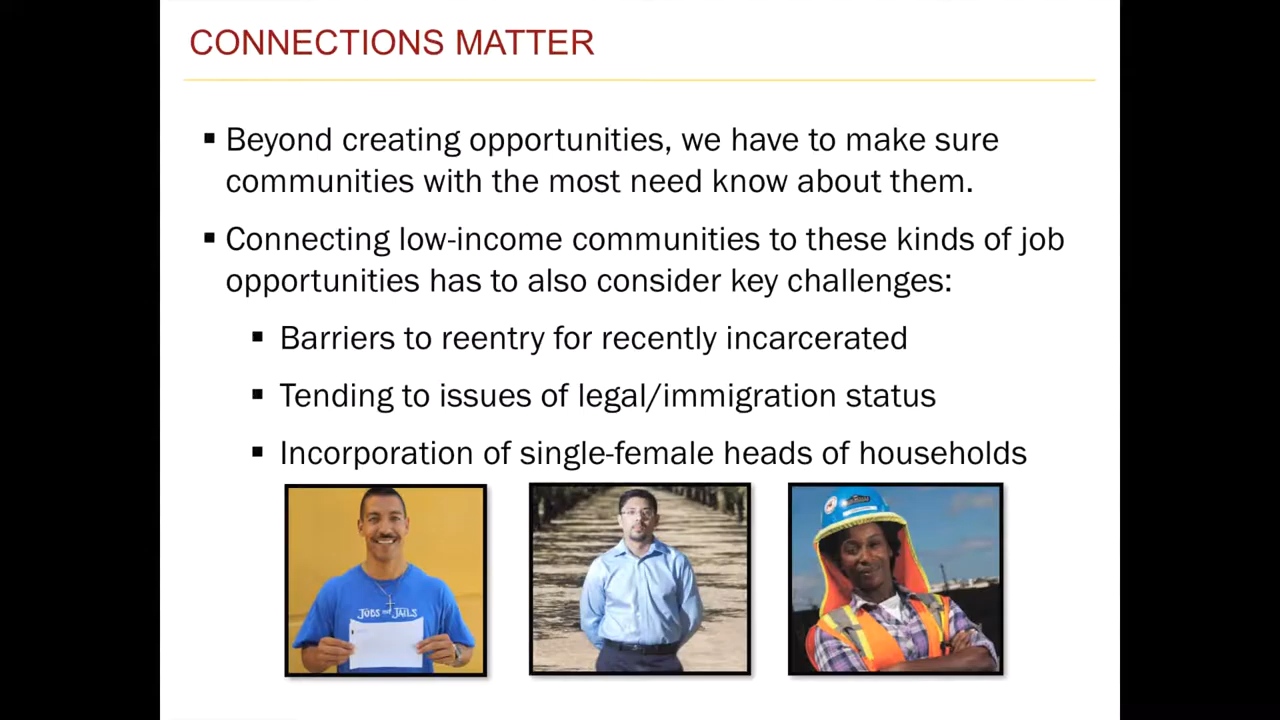 CONNECTIONS MATTER
▪ Beyond creating opportunities, we have to make sure
communities with the most need know about them.
▪ Connecting low-income communities to these kinds of job
opportunities has to also consider key challenges:
▪ Barriers to reentry for recently incarcerated
▪ Tending to issues of legal/immigration status
▪ Incorporation of single-female heads of households
JOBS not JAILS